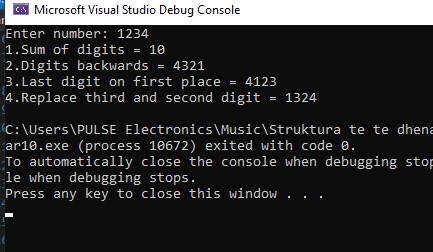 Microsoft Visual Studio Debug Console
Enter number: 1234
1.Sum of digits = 10
2.Digits backwards = 4321
3.Last digit on first place = 4123
4.Replace third and second digit = 1324
C:\Users\PULSE Electronics\Music\Struktura te te dhena
ar10.exe (process 10672) exited with code 0.
To automatically close the console when debugging stop
le when debugging stops.
Press any key to close this window . . .